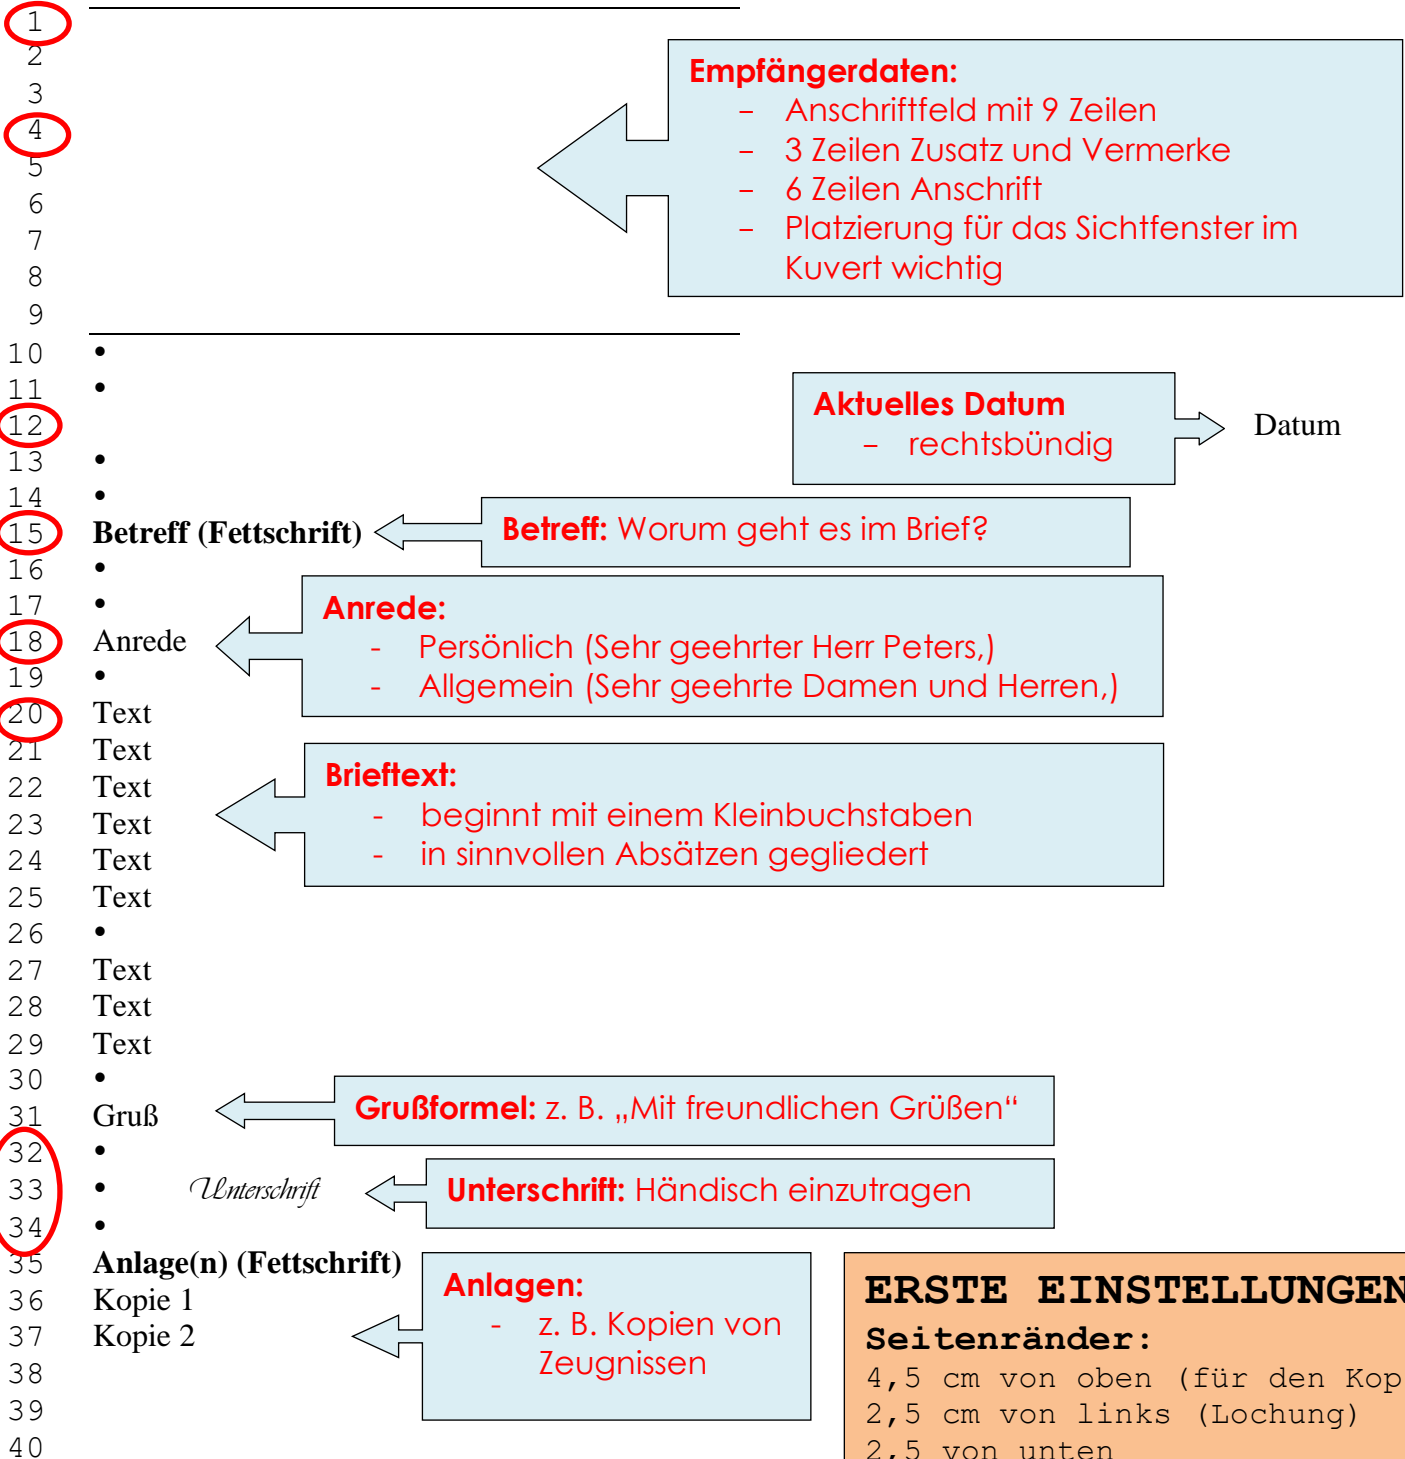 1
2
3
4
5
6
7
8
9
Empfängerdaten:
- Anschriftfeld mit 9 Zeilen
- 3 Zeilen Zusatz und Vermerke
- 6 Zeilen Anschrift
- Platzierung für das Sichtfenster im
Kuvert wichtig
10 •
11 •
12
Aktuelles Datum
- rechtsbündig
Datum
13 •
14 •
15 Betreff (Fettschrift)
Betreff: Worum geht es im Brief?
16 •
17 •
18 Anrede
Anrede:
- Persönlich (Sehr geehrter Herr Peters,)
- Allgemein (Sehr geehrte Damen und Herren,)
19 •
20 Text
21 Text
22 Text
23 Text
24 Text
25 Text
Brieftext:
- beginnt mit einem Kleinbuchstaben
- in sinnvollen Absätzen gegliedert
26 •
27 Text
28 Text
29 Text
30 •
31 Gruß
Grußformel: z. B. „Mit freundlichen Grüßen“
32 •
33 • Unterschrift
Unterschrift: Händisch einzutragen
34 •
35 Anlage(n) (Fettschrift)
36 Kopie 1
37 Kopie 2
38
39
40
Anlagen:
- z. B. Kopien von
Zeugnissen
ERSTE EINSTELLUNGEN
Seitenränder:
4,5 cm von oben (für den Kop
2,5 cm von links (Lochung)
2,5 von unten